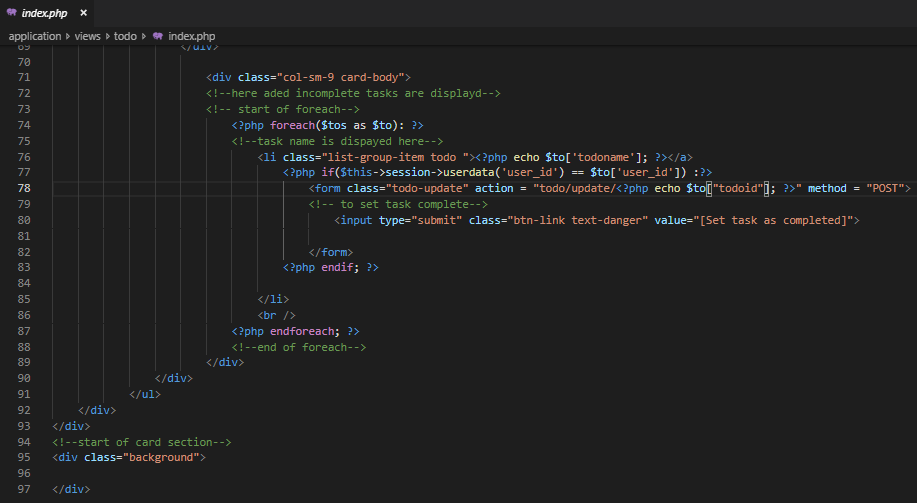 index.php ×
application views todo index.php
69 </div>
70
71 <div class="col-sm-9 card-body">
72 <!--here aded incomplete tasks are displayd-->
73 <!-- start of foreach-->
74 <?php foreach($tos as $to): ?>
75 <!--task name is dispayed here-->
76 <li class="list-group-item todo "><?php echo $to['todoname']; ?></a>
77 <?php if($this->session->userdata('user_id') == $to['user_id']) :?>
78 <form class="todo-update" action = "todo/update/<?php echo $to["todoid"]; ?>" method = "POST">
79 <!-- to set task complete-->
80 <input type="submit" class="btn-link text-danger" value="[Set task as completed]">
81
82 </form>
83 <?php endif; ?>
84
85 </li>
86 <br />
87 <?php endforeach; ?>
88 <!--end of foreach-->
89 </div>
90 </div>
91 </ul>
92 </div>
93 </div>
94 <!--start of card section-->
95 <div class="background">
96
97 </div>